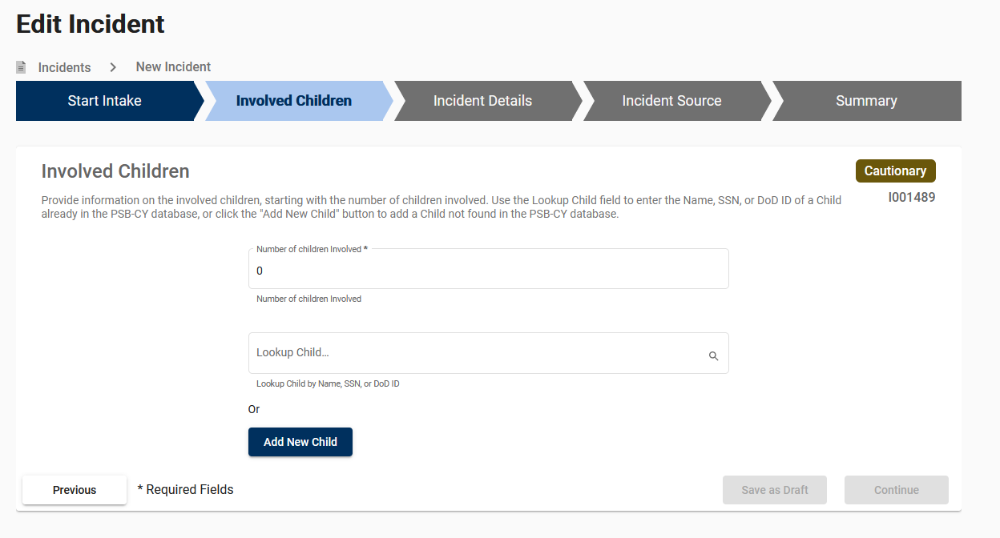 Edit Incident
Incidents
New Incident
Start Intake
Involved Children
Incident Details
Incident Source
Summary
Involved Children
Cautionary
Provide information on the involved children, starting with the number of children involved. Use the Lookup Child field to enter the Name, SSN, or DoD ID of a Child
I001489
already in the PSB-CY database, or click the "Add New Child" button to add a Child not found in the PSB-CY database.
Number of children Involved *
0
Number of children Involved
Lookup Child...
Lookup Child by Name, SSN, or DoD ID
Or
Add New Child
Previous
* Required Fields
Save as Draft
Continue